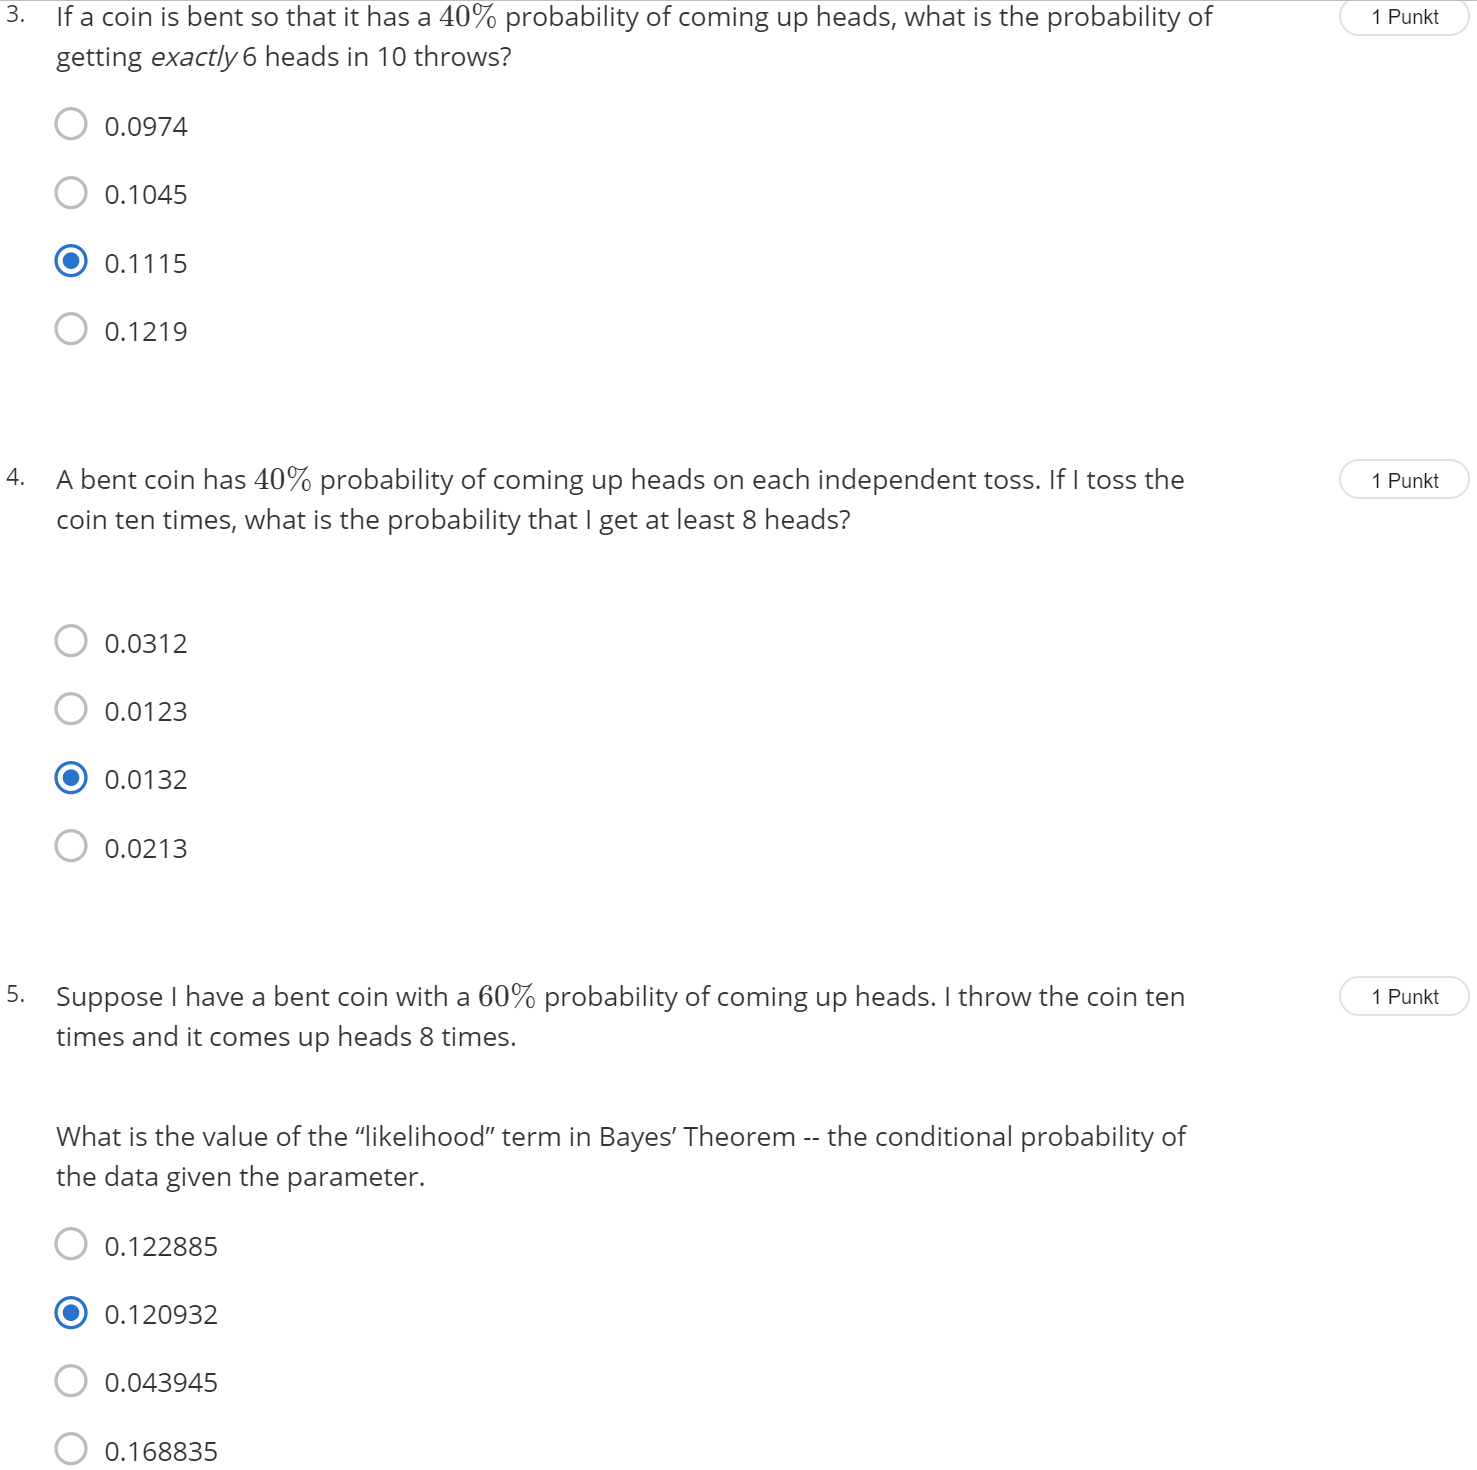 3. If a coin is bent so that it has a 40% probability of coming up heads, what is the probability of 1 Punkt
getting exactly 6 heads in 10 throws?
0.0974
0.1045
0.1115
0.1219
4. A bent coin has 40% probability of coming up heads on each independent toss. If I toss the 1 Punkt
coin ten times, what is the probability that I get at least 8 heads?
0.0312
0.0123
0.0132
0.0213
5. Suppose I have a bent coin with a 60% probability of coming up heads. I throw the coin ten 1 Punkt
times and it comes up heads 8 times.
What is the value of the “likelihood” term in Bayes’ Theorem -- the conditional probability of
the data given the parameter.
0.122885
0.120932
0.043945
0.168835